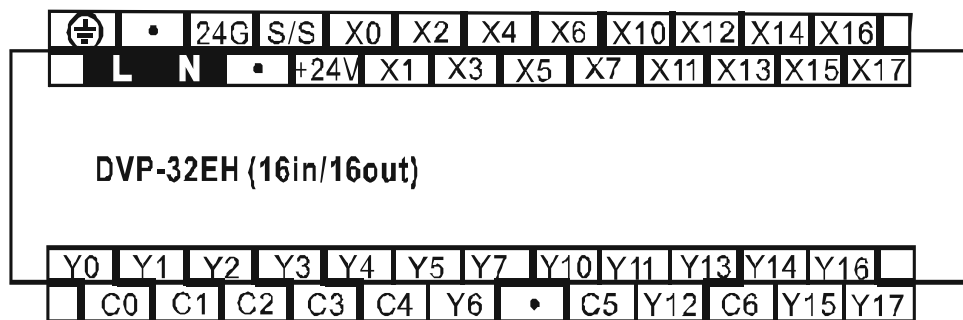 • 24G S/S X0 X2 X4 X6 X10 X12 X14 X16
L N • +24V X1 X3 X5 X7 X11 X13 X15 X17
DVP-32EH (16in/16out)
Y0 Y1 Y2 Y3 Y4 Y5 Y7 Y10 Y11 Y13 Y14 Y16
C0 C1 C2 C3 C4 Y6 • C5 Y12 C6 Y15 Y17